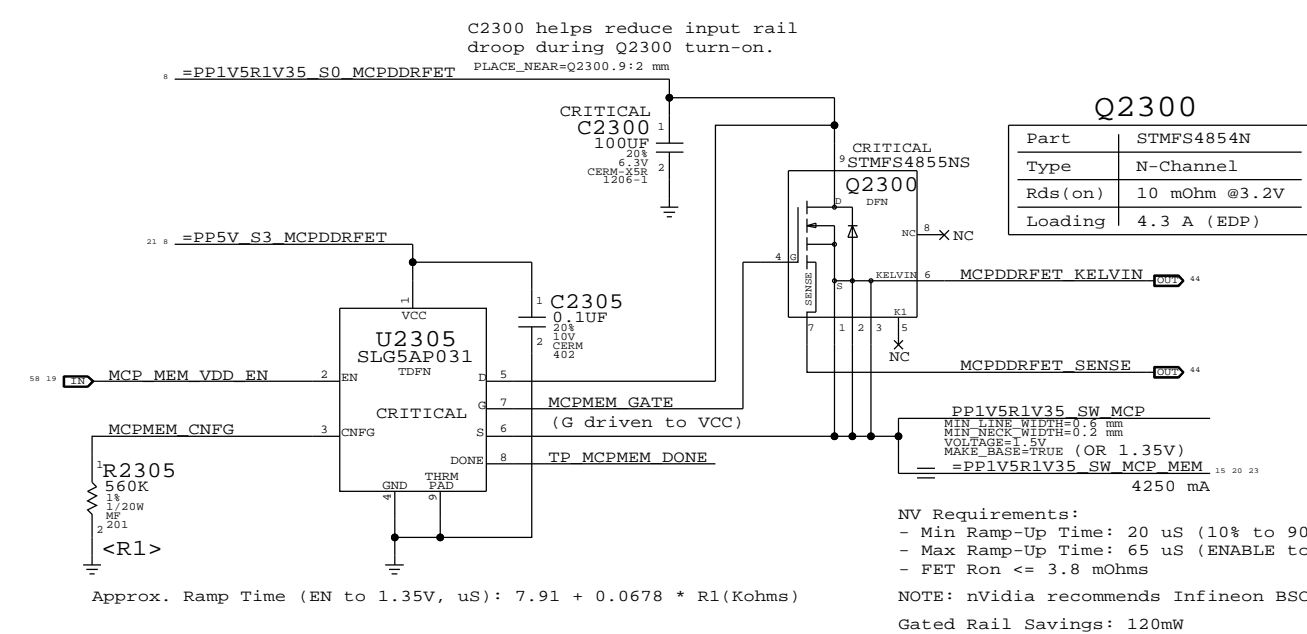 C2300 helps reduce input rail
droop during Q2300 turn-on.
PLACE_NEAR=Q2300.9:2 mm
8 =PP1V5R1V35_S0_MCPDDRFET
CRITICAL
C2300 1
100UF
20%
6.3V 2
CERM-X5R
1206-1
Q2300
Part STMFS4854N
Type N-Channel
Rds(on) 10 mOhm @3.2V
Loading 4.3 A (EDP)
CRITICAL
9 STMFS4855NS
Q2300
D DFN
NC 8 NC
4 G
SENSE
S
KELVIN 6 MCPDDRFET_KELVIN OUT 44
K1
7 1 2 3 5
NC
21 8 =PP5V_S3_MCPDDRFET
1
VCC
U2305
SLG5AP031
TDFN
CRITICAL
1 C2305
0.1UF
20%
10V
2 CERM
402
58 19 IN MCP_MEM_VDD_EN 2 EN
D 5
G 7 MCPMEM_GATE
(G driven to VCC)
MCPMEM_CNFG 3 CNFG
S 6
DONE 8 TP_MCPMEM_DONE
THRM
GND PAD
4 9
MCPDDRFET_SENSE OUT 44
PP1V5R1V35_SW_MCP
MIN_LINE_WIDTH=0.6 mm
MIN_NECK_WIDTH=0.2 mm
VOLTAGE=1.5V
MAKE_BASE=TRUE (OR 1.35V)
=PP1V5R1V35_SW_MCP_MEM 15 20 23
4250 mA
1
R2305
560K
1%
1/20W
MF
2 201
<R1>
Approx. Ramp Time (EN to 1.35V, uS): 7.91 + 0.0678 * R1(Kohms)
NV Requirements:
- Min Ramp-Up Time: 20 uS (10% to 90
- Max Ramp-Up Time: 65 uS (ENABLE to
- FET Ron <= 3.8 mOhms
NOTE: nVidia recommends Infineon BSC
Gated Rail Savings: 120mW